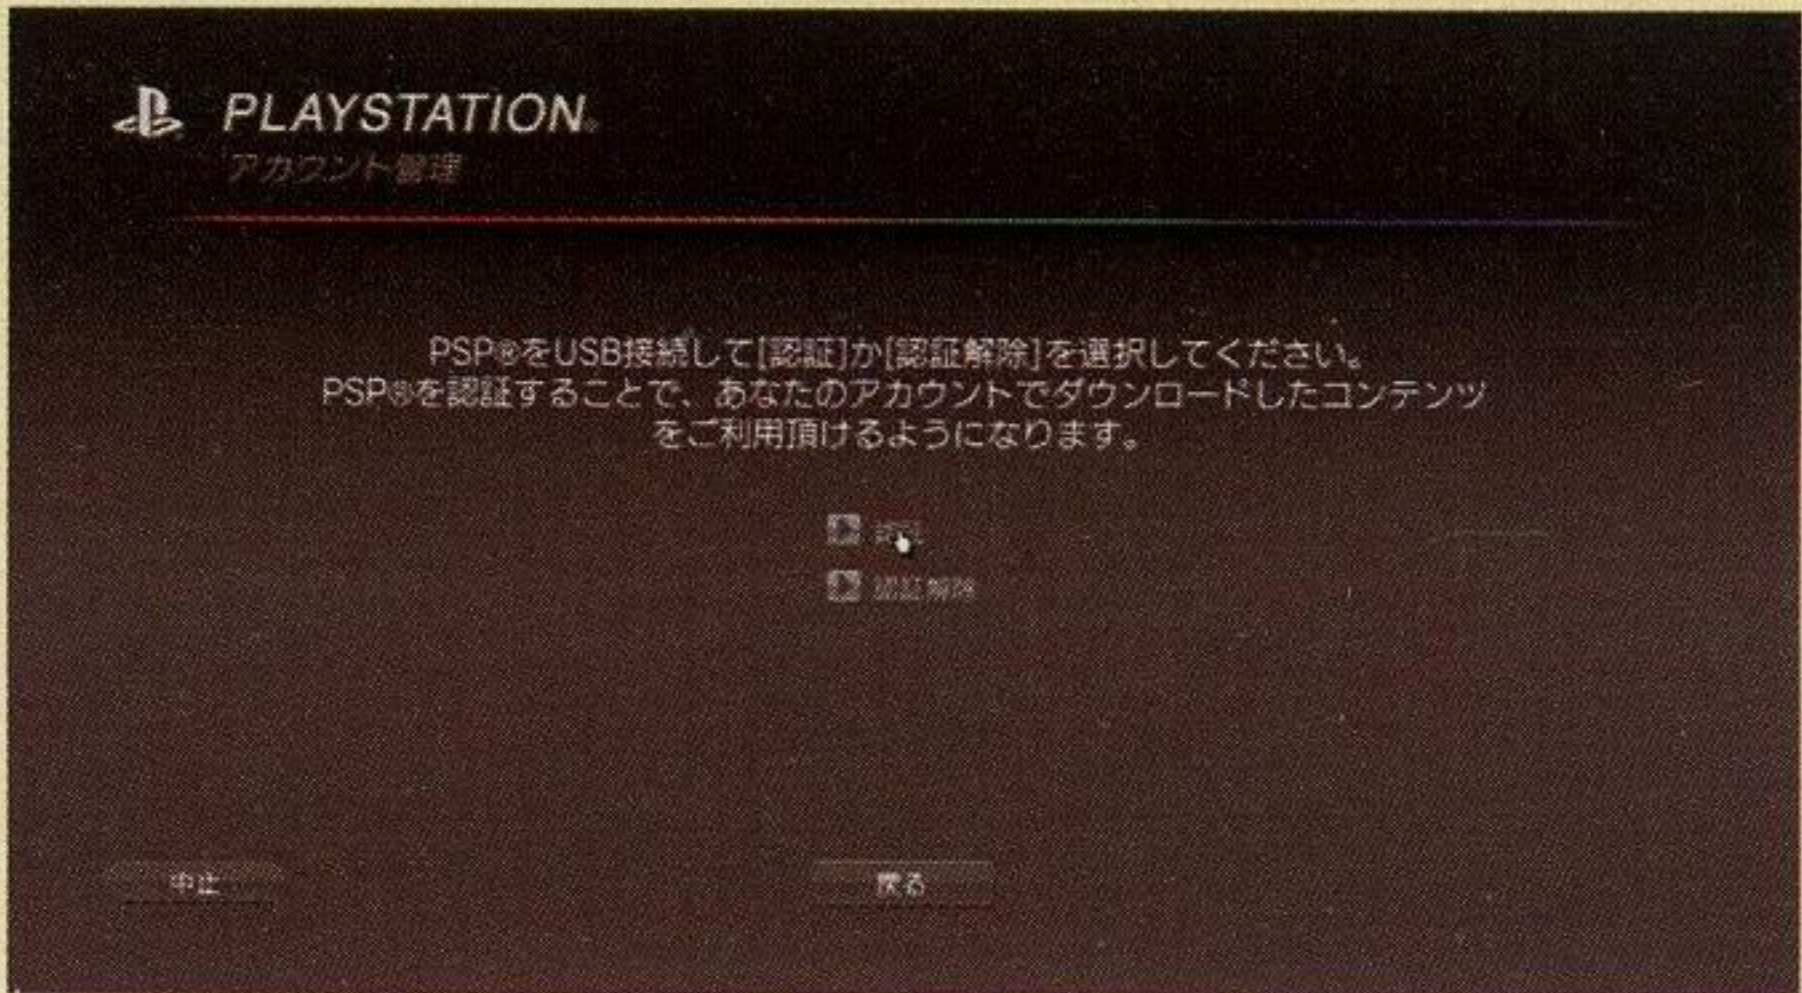 PLAYSTATION®
アカウント管理
PSP®をUSB接続して[認証]か[認証解除]を選択してください。
PSP®を認証することで、あなたのアカウントでダウンロードしたコンテンツ
をご利用頂けるようになります。
認証解除
中止
戻る